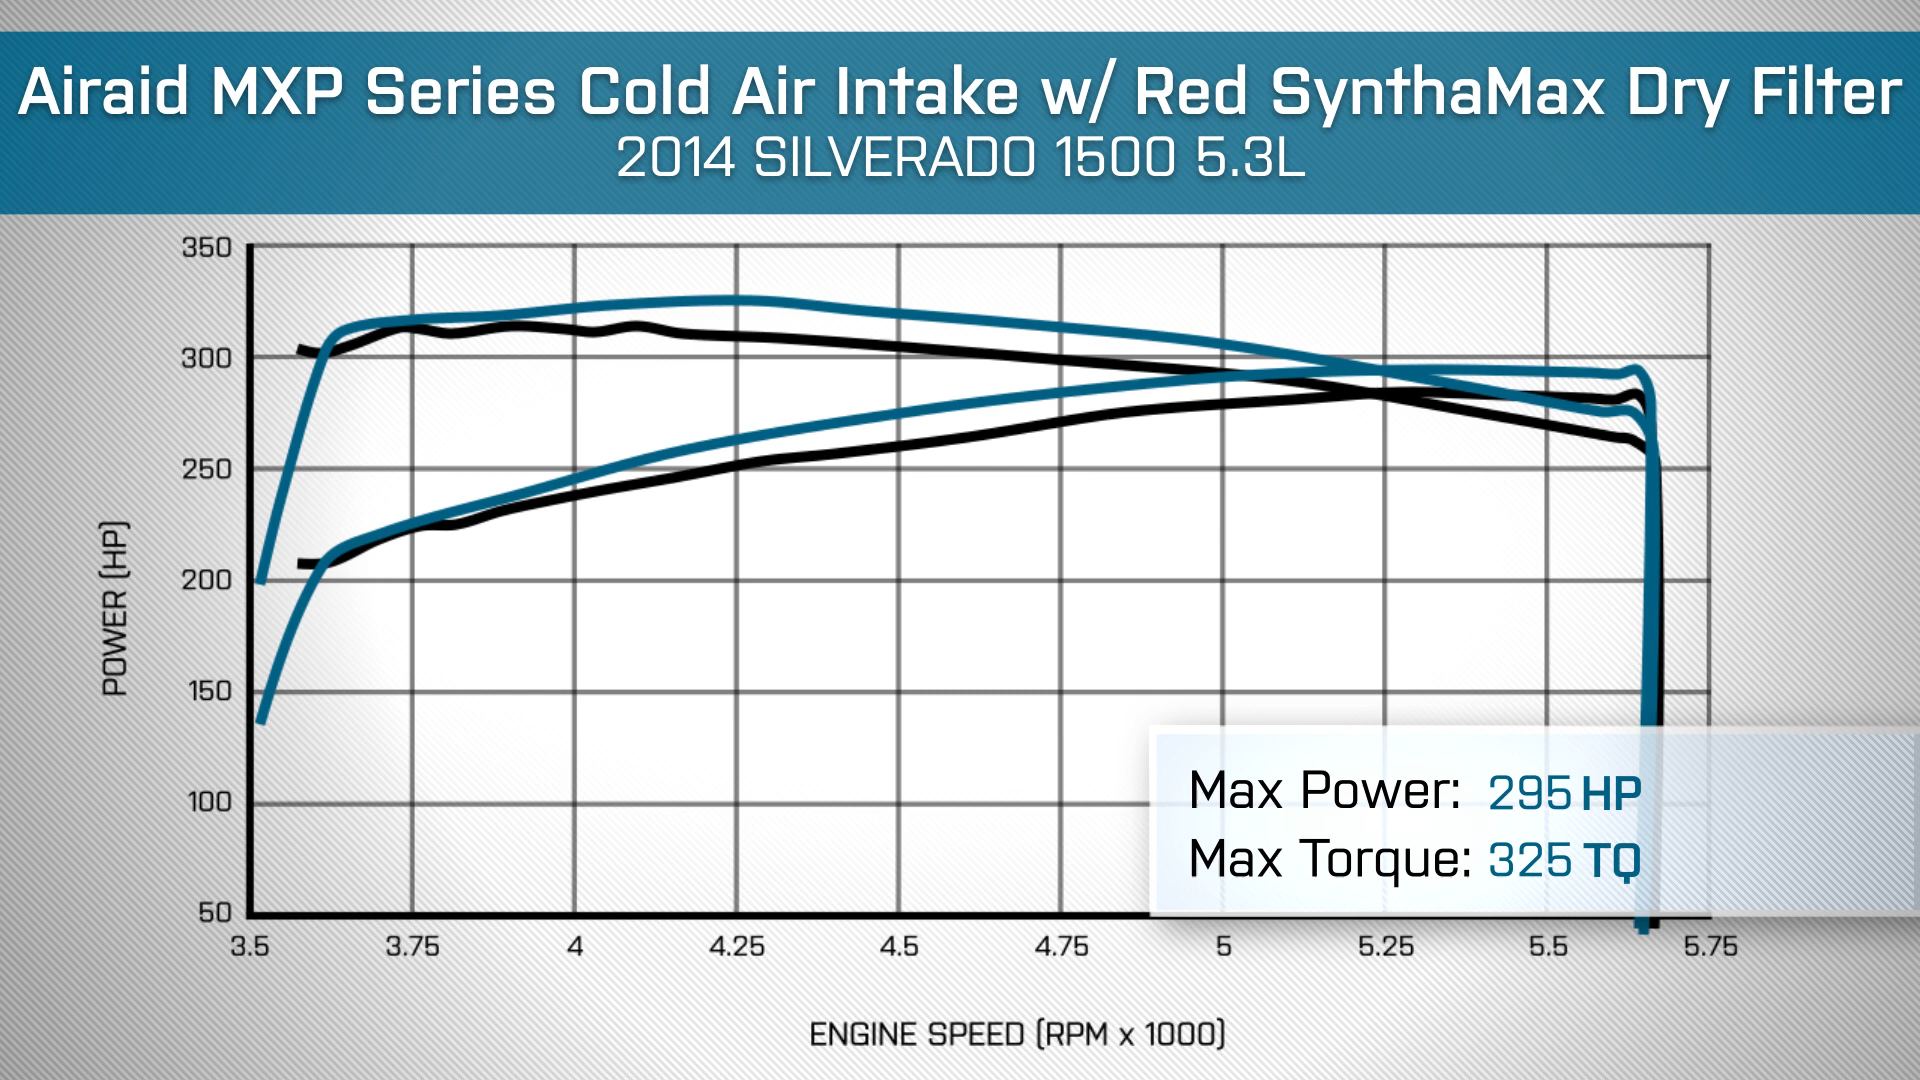 Airaid MXP Series Cold Air Intake w/ Red SynthaMax Dry Filter
2014 SILVERADO 1500 5.3L
350
300
250
200
150
100
50
POWER (HP)
3.5 3.75 4 4.25 4.5 4.75 5 5.25 5.5 5.75
ENGINE SPEED (RPM x 1000)
Max Power: 295 HP
Max Torque: 325 TQ